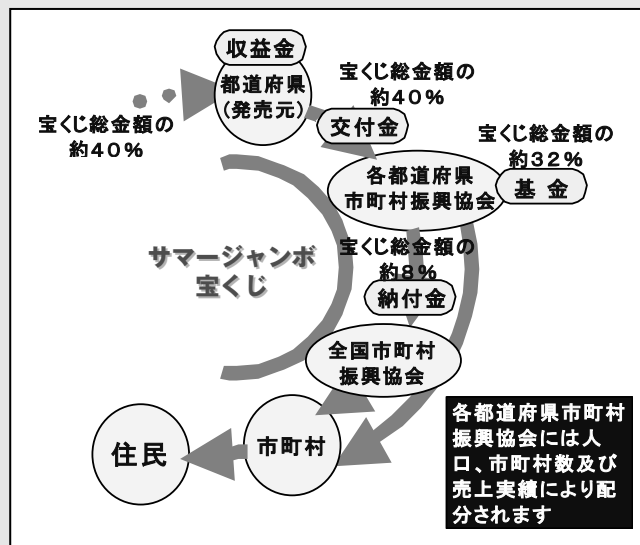 収益金
都道府県
(発売元)
宝くじ総金額の
約40%
宝くじ総金額の
約40%
交付金
宝くじ総金額の
約32%
各都道府県
市町村振興協会
基 金
サマージャンボ
宝くじ
宝くじ総金額の
約8%
納付金
全国市町村
振興協会
市町村
住民
各都道府県市町村
振興協会には人
口、市町村数及び
売上実績により配
分されます